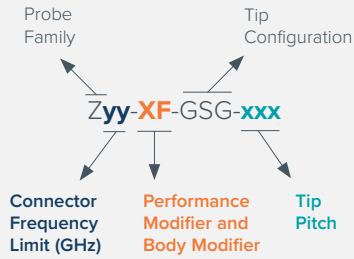 Probe
Family
Tip
Configuration
Zyy-XF-GSG-xxx
Connector
Frequency
Limit (GHz)
Performance
Modifier and
Body Modifier
Tip
Pitch